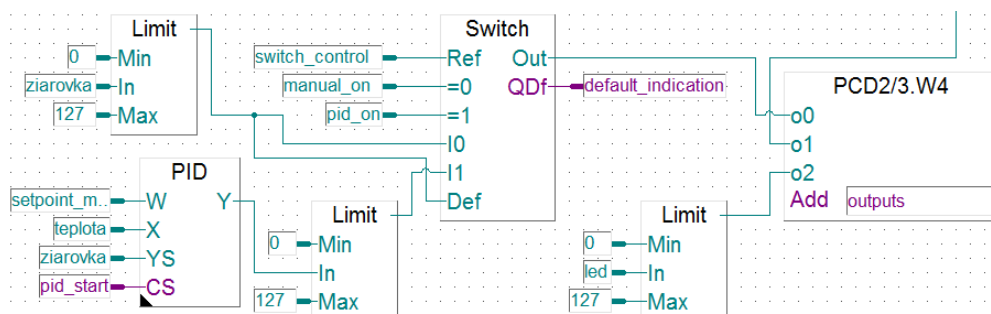 Limit
0 Min
ziarovka In
127 Max
Switch
switch_control Ref Out
manual_on =0 QDf default_indication
pid_on =1
I0
I1
Def
PCD2/3.W4
o0
o1
o2
Add outputs
PID
setpoint_m.. W Y
teplota X
ziarovka YS
pid_start CS
Limit
0 Min
In
127 Max
Limit
0 Min
led In
127 Max